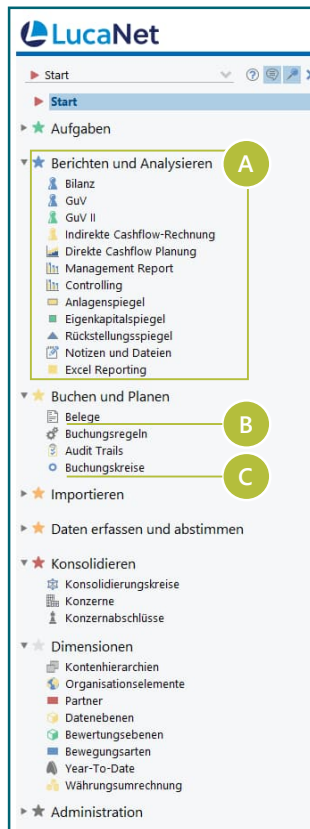 LucaNet
Start
Start
Aufgaben
Berichten und Analysieren
A
Bilanz
GuV
GuV II
Indirekte Cashflow-Rechnung
Direkte Cashflow Planung
Management Report
Controlling
Anlagenspiegel
Eigenkapitalspiegel
Rückstellungsspiegel
Notizen und Dateien
Excel Reporting
Buchen und Planen
Belege
B
Buchungsregeln
Audit Trails
Buchungskreise
C
Importieren
Daten erfassen und abstimmen
Konsolidieren
Konsolidierungskreise
Konzerne
Konzernabschlüsse
Dimensionen
Kontenhierarchien
Organisationselemente
Partner
Datenebenen
Bewertungsebenen
Bewegungsarten
Year-To-Date
Währungsumrechnung
Administration